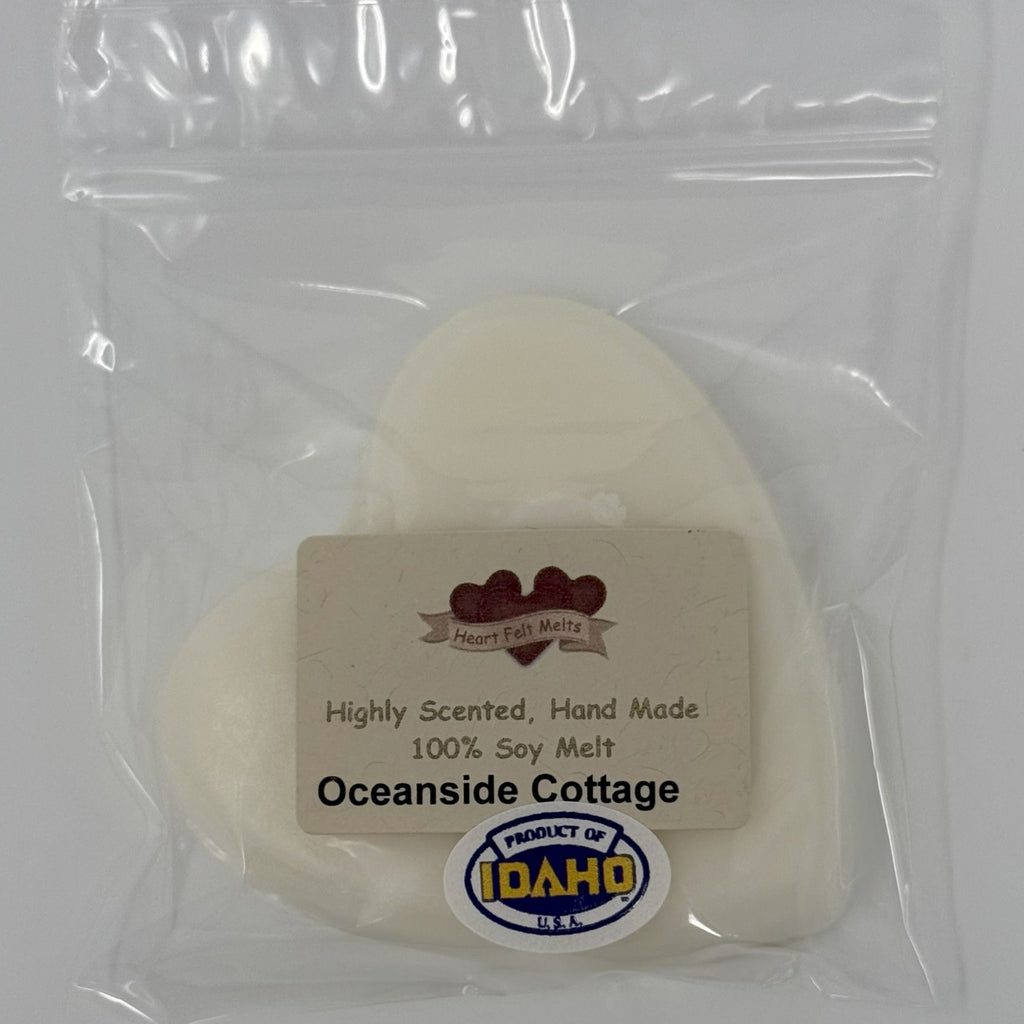 Heart Felt Melts
Highly Scented, Hand Made
100% Soy Melt
Oceanside Cottage
PRODUCT OF
IDAHO
U.S.A.